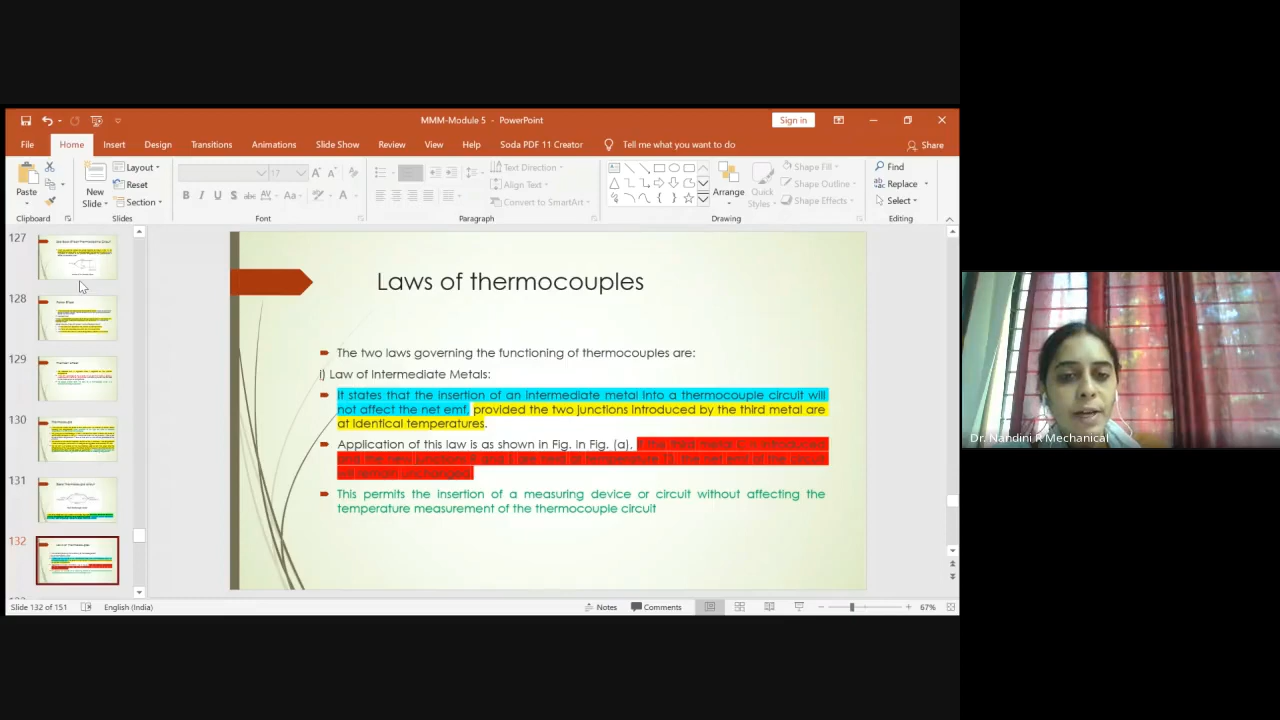 MMM-Module 5 - PowerPoint
Sign in
File Home Insert Design Transitions Animations Slide Show Review View Help Soda PDF 11 Creator Tell me what you want to do Share
Paste
Clipboard
New Slide
Layout
Reset
Section
Slides
17
Font
Text Direction
Align Text
Convert to SmartArt
Paragraph
Arrange
Quick Styles
Shape Fill
Shape Outline
Shape Effects
Drawing
Find
Replace
Select
Editing
127
128
129
130
131
132
Laws of thermocouples
The two laws governing the functioning of thermocouples are:
i) Law of Intermediate Metals:
It states that the insertion of an intermediate metal into a thermocouple circuit will
not affect the net emf, provided the two junctions introduced by the third metal are
at identical temperatures.
Application of this law is as shown in Fig. In Fig. (a), if the third metal C is introduced
and the new junctions R and S are held at temperature T3, the net emf of the circuit
will remain unchanged.
This permits the insertion of a measuring device or circuit without affecting the
temperature measurement of the thermocouple circuit
Slide 132 of 151 English (India) Notes Comments 67%
Dr. Nandini R Mechanical